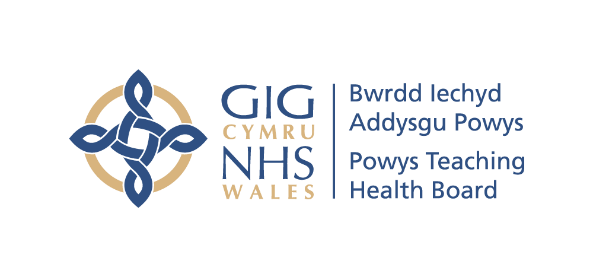 GIG
CYMRU
NHS
WALES
Bwrdd Iechyd
Addysgu Powys
Powys Teaching
Health Board